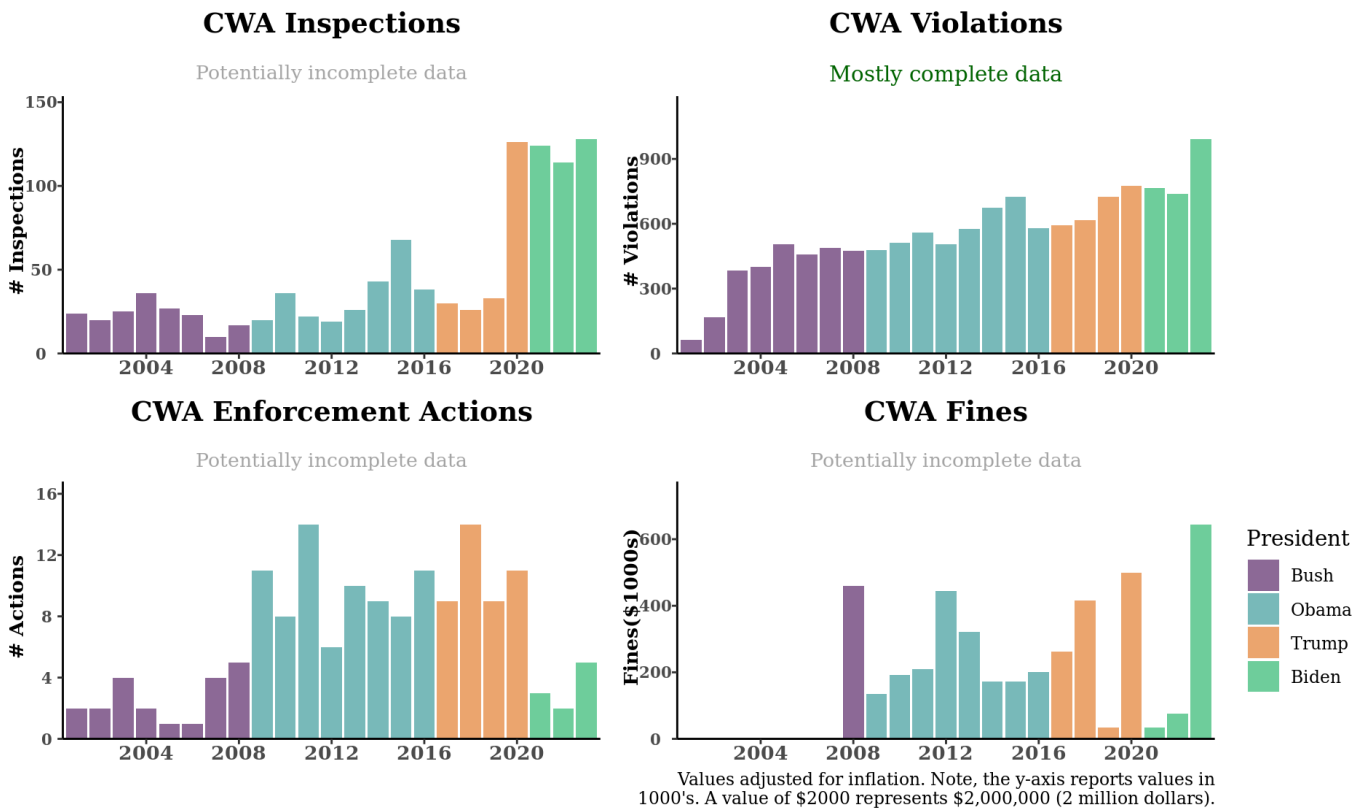 CWA Inspections
Potentially incomplete data
# Inspections
150
100
50
0
2004 2008 2012 2016 2020
CWA Violations
Mostly complete data
# Violations
900
600
300
0
2004 2008 2012 2016 2020
CWA Enforcement Actions
Potentially incomplete data
# Actions
16
12
8
4
0
2004 2008 2012 2016 2020
CWA Fines
Potentially incomplete data
Fines($1000s)
600
400
200
0
2004 2008 2012 2016 2020
President
Bush
Obama
Trump
Biden
Values adjusted for inflation. Note, the y-axis reports values in
1000's. A value of $2000 represents $2,000,000 (2 million dollars).